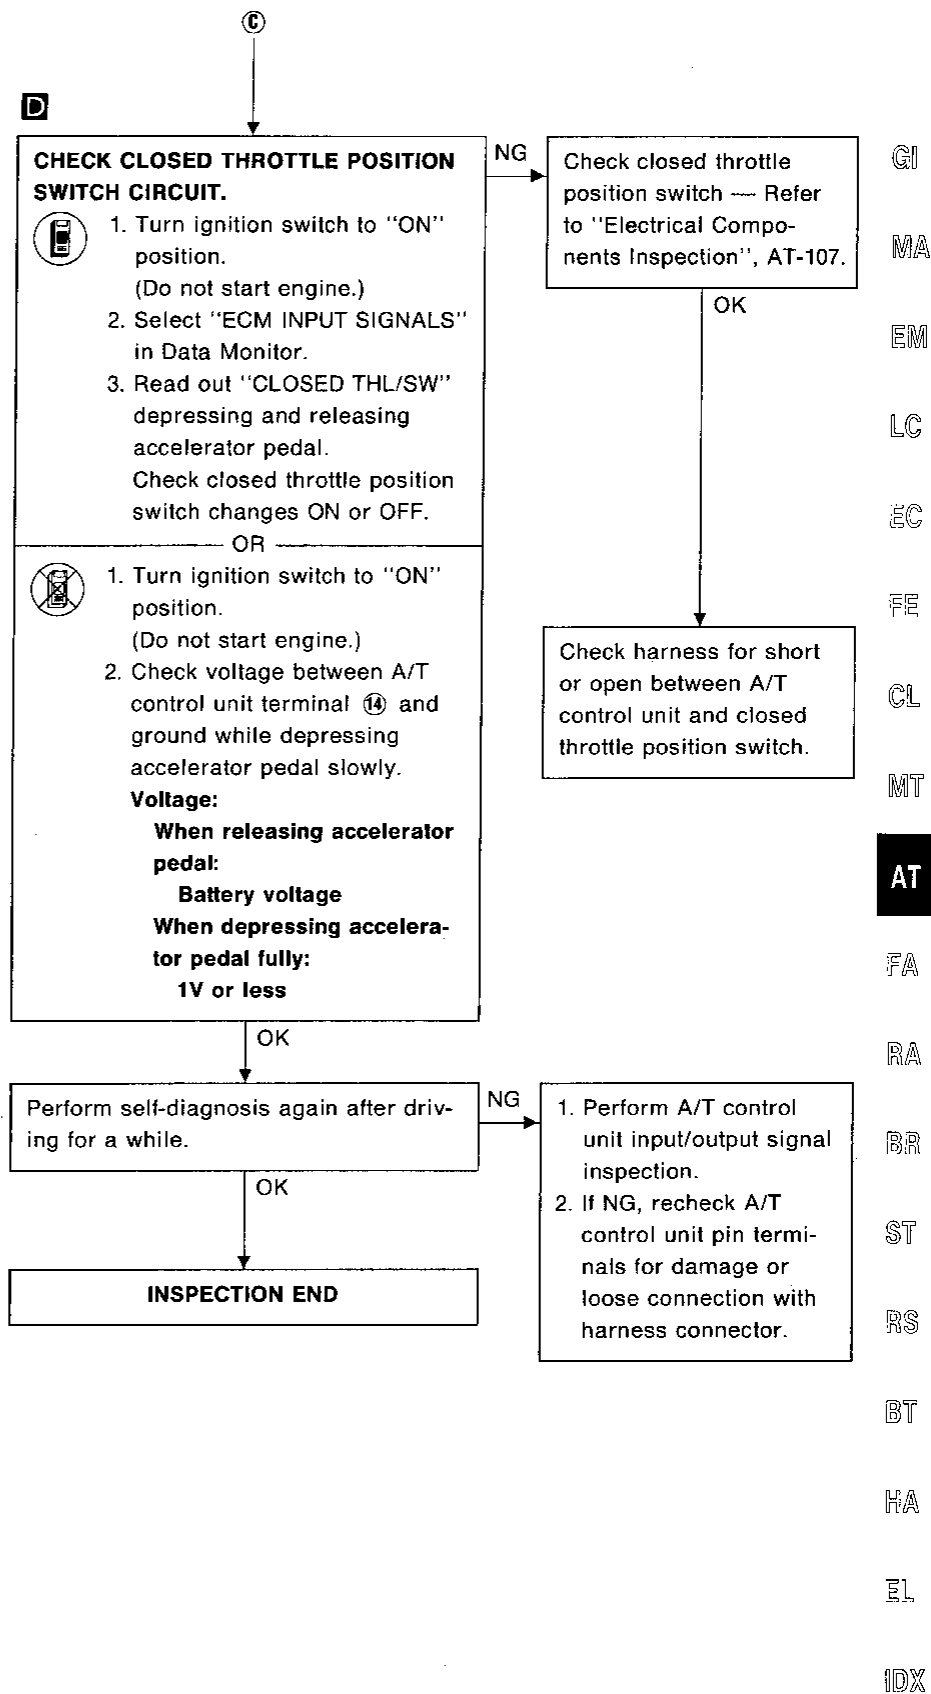 Ⓒ
D
CHECK CLOSED THROTTLE POSITION
SWITCH CIRCUIT.
1. Turn ignition switch to "ON"
position.
(Do not start engine.)
2. Select "ECM INPUT SIGNALS"
in Data Monitor.
3. Read out "CLOSED THL/SW"
depressing and releasing
accelerator pedal.
Check closed throttle position
switch changes ON or OFF.
OR
1. Turn ignition switch to "ON"
position.
(Do not start engine.)
2. Check voltage between A/T
control unit terminal ⑭ and
ground while depressing
accelerator pedal slowly.
Voltage:
When releasing accelerator
pedal:
Battery voltage
When depressing accelera-
tor pedal fully:
1V or less
NG
Check closed throttle
position switch — Refer
to "Electrical Compo-
nents Inspection", AT-107.
OK
Check harness for short
or open between A/T
control unit and closed
throttle position switch.
OK
Perform self-diagnosis again after driv-
ing for a while.
NG
1. Perform A/T control
unit input/output signal
inspection.
2. If NG, recheck A/T
control unit pin termi-
nals for damage or
loose connection with
harness connector.
OK
INSPECTION END
GI
MA
EM
LC
EC
FE
CL
MT
AT
FA
RA
BR
ST
RS
BT
HA
EL
IDX